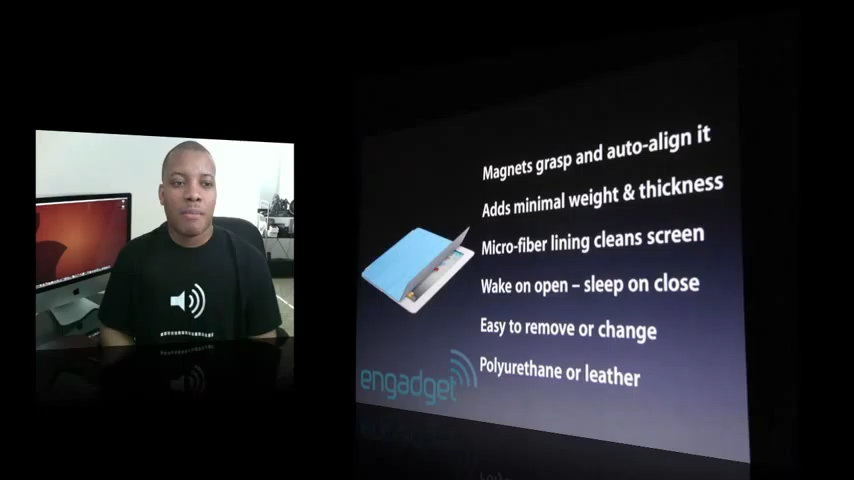 Magnets grasp and auto-align it
Adds minimal weight & thickness
Micro-fiber lining cleans screen
Wake on open – sleep on close
Easy to remove or change
Polyurethane or leather
engadget